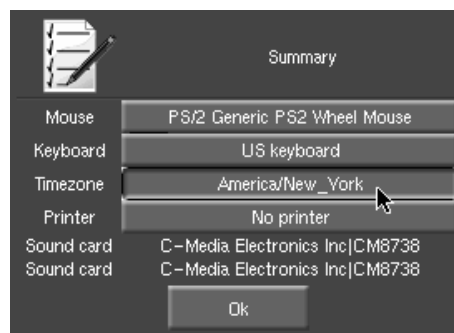 Summary
Mouse PS/2 Generic PS2 Wheel Mouse
Keyboard US keyboard
Timezone America/New_York
Printer No printer
Sound card C-Media Electronics Inc|CM8738
Sound card C-Media Electronics Inc|CM8738
Ok